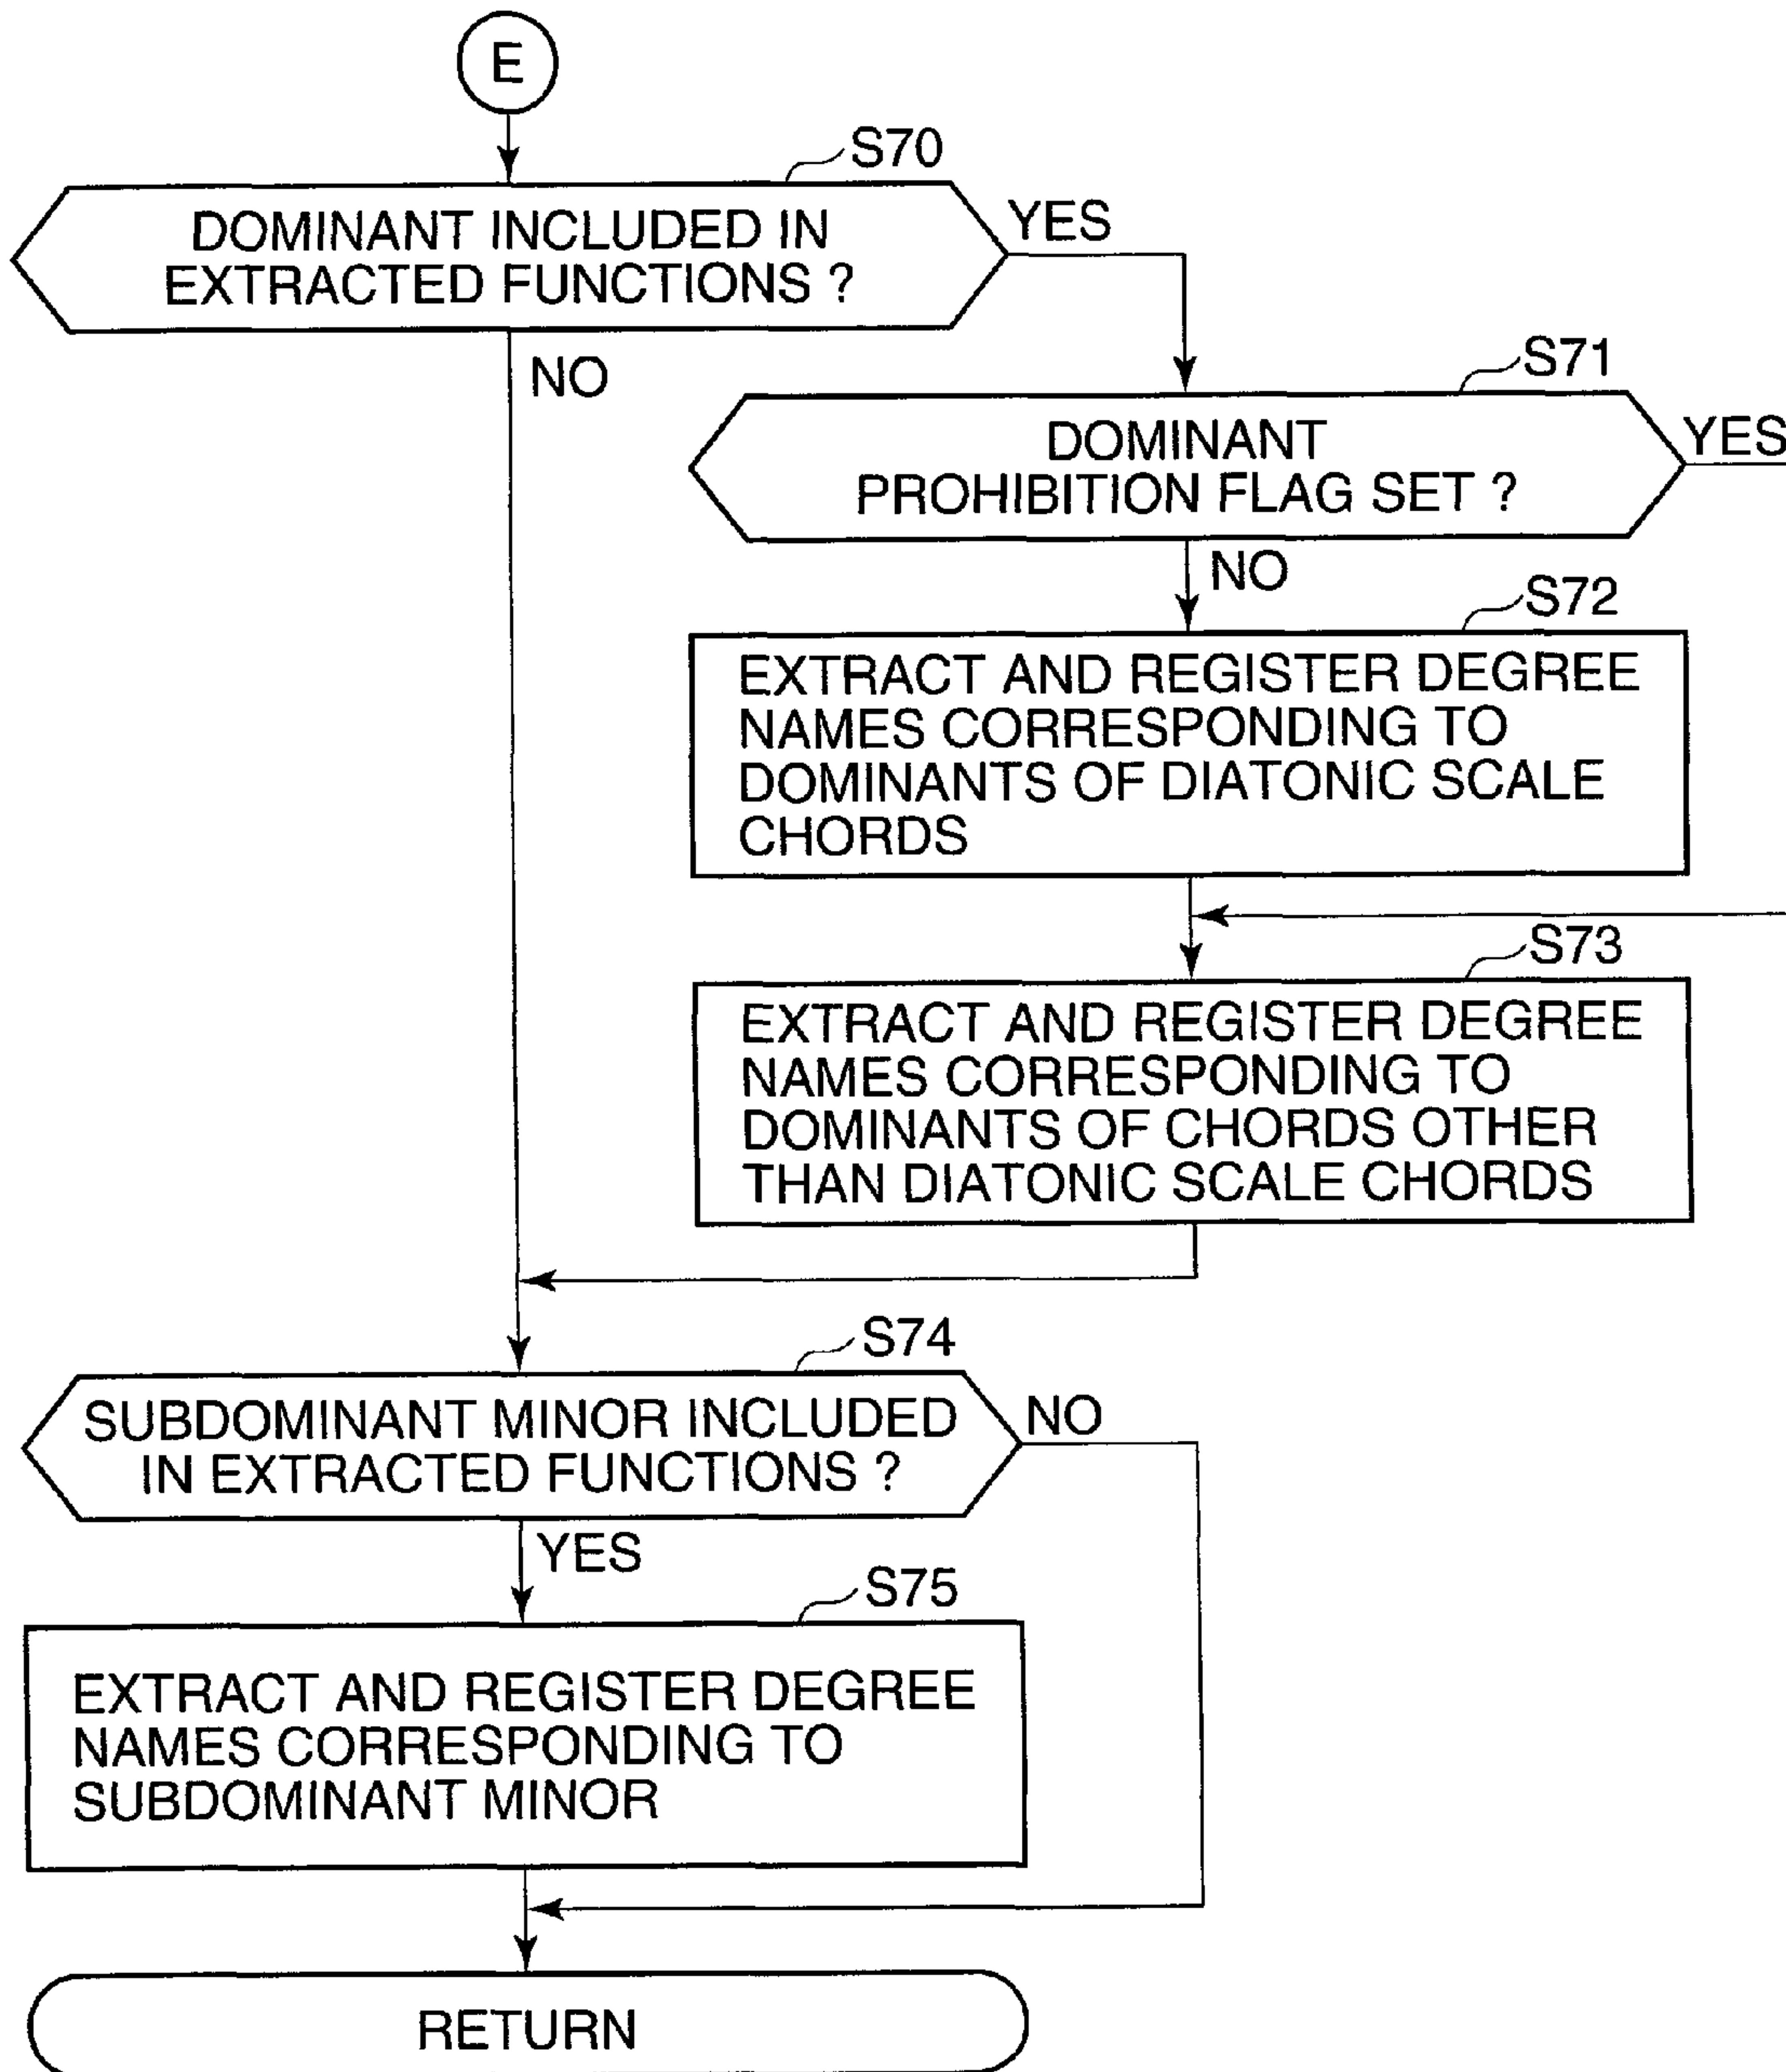 E
S70
DOMINANT INCLUDED IN
EXTRACTED FUNCTIONS ?
YES
NO
S71
DOMINANT
PROHIBITION FLAG SET ?
YES
NO
S72
EXTRACT AND REGISTER DEGREE
NAMES CORRESPONDING TO
DOMINANTS OF DIATONIC SCALE
CHORDS
S73
EXTRACT AND REGISTER DEGREE
NAMES CORRESPONDING TO
DOMINANTS OF CHORDS OTHER
THAN DIATONIC SCALE CHORDS
S74
SUBDOMINANT MINOR INCLUDED
IN EXTRACTED FUNCTIONS ?
NO
YES
S75
EXTRACT AND REGISTER DEGREE
NAMES CORRESPONDING TO
SUBDOMINANT MINOR
RETURN